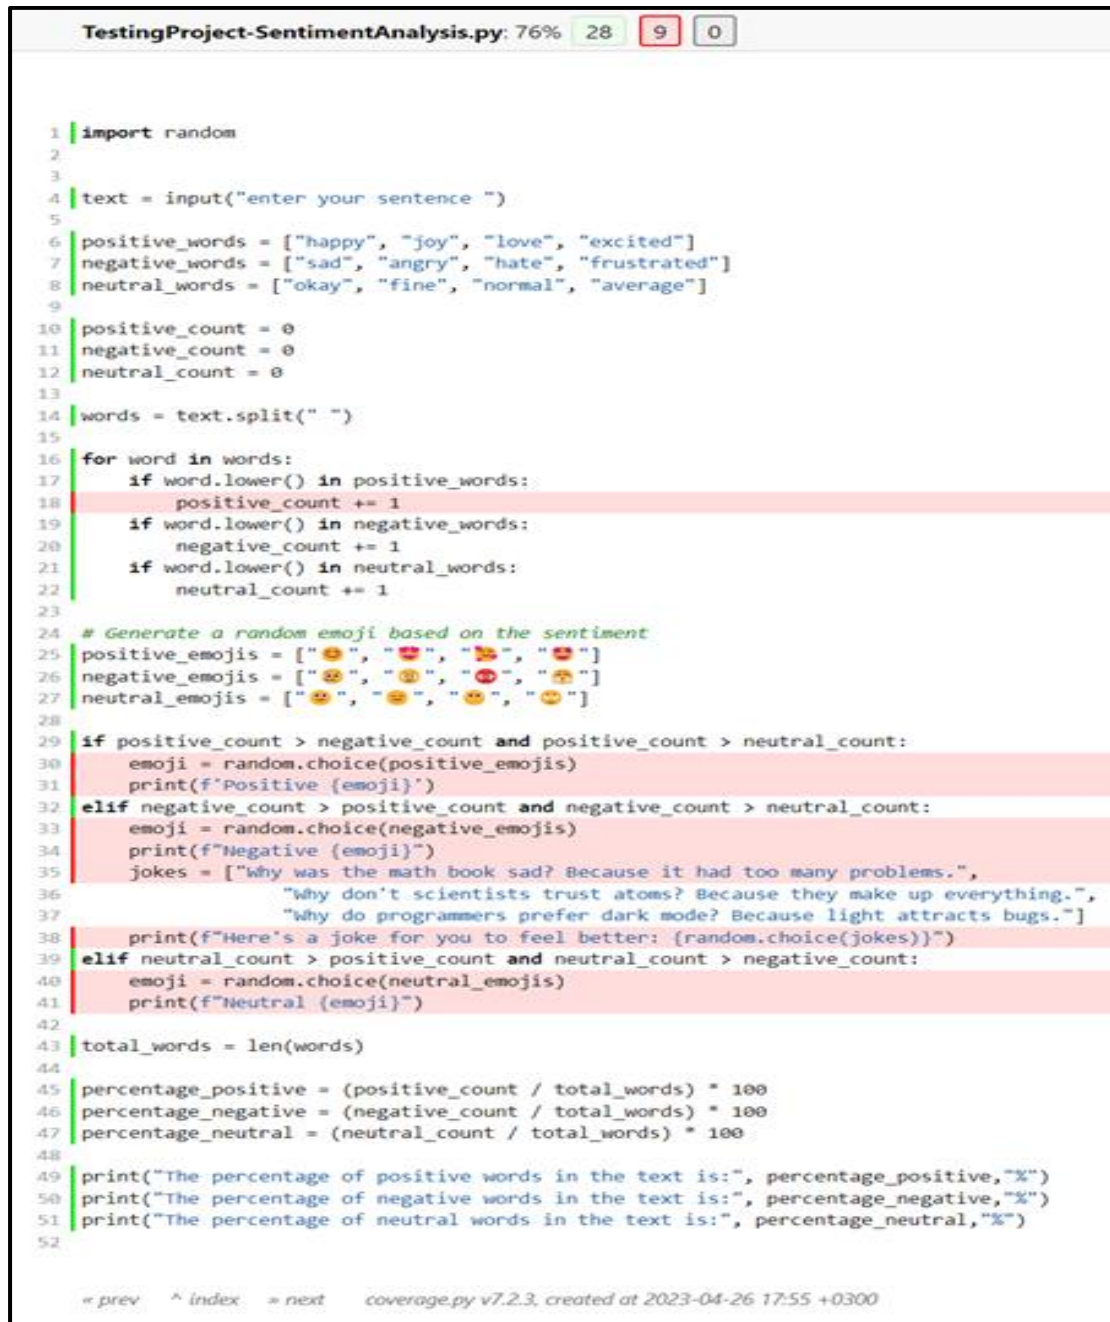 TestingProject-SentimentAnalysis.py: 76% 28 9 0
1 import random
2
3
4 text = input("enter your sentence ")
5
6 positive_words = ["happy", "joy", "love", "excited"]
7 negative_words = ["sad", "angry", "hate", "frustrated"]
8 neutral_words = ["okay", "fine", "normal", "average"]
9
10 positive_count = 0
11 negative_count = 0
12 neutral_count = 0
13
14 words = text.split(" ")
15
16 for word in words:
17     if word.lower() in positive_words:
18         positive_count += 1
19     if word.lower() in negative_words:
20         negative_count += 1
21     if word.lower() in neutral_words:
22         neutral_count += 1
23
24 # Generate a random emoji based on the sentiment
25 positive_emojis = ["", "", "", ""]
26 negative_emojis = ["", "", "", ""]
27 neutral_emojis = ["", "", "", ""]
28
29 if positive_count > negative_count and positive_count > neutral_count:
30     emoji = random.choice(positive_emojis)
31     print(f'Positive {emoji}')
32 elif negative_count > positive_count and negative_count > neutral_count:
33     emoji = random.choice(negative_emojis)
34     print(f"Negative {emoji}")
35     jokes = ["Why was the math book sad? Because it had too many problems.",
36                 "Why don't scientists trust atoms? Because they make up everything.",
37                 "Why do programmers prefer dark mode? Because light attracts bugs."]
38     print(f"Here's a joke for you to feel better: {random.choice(jokes)}")
39 elif neutral_count > positive_count and neutral_count > negative_count:
40     emoji = random.choice(neutral_emojis)
41     print(f"Neutral {emoji}")
42
43 total_words = len(words)
44
45 percentage_positive = (positive_count / total_words) * 100
46 percentage_negative = (negative_count / total_words) * 100
47 percentage_neutral = (neutral_count / total_words) * 100
48
49 print("The percentage of positive words in the text is:", percentage_positive,"%")
50 print("The percentage of negative words in the text is:", percentage_negative,"%")
51 print("The percentage of neutral words in the text is:", percentage_neutral,"%")
52
« prev ^ index » next coverage.py v7.2.3, created at 2023-04-26 17:55 +0300